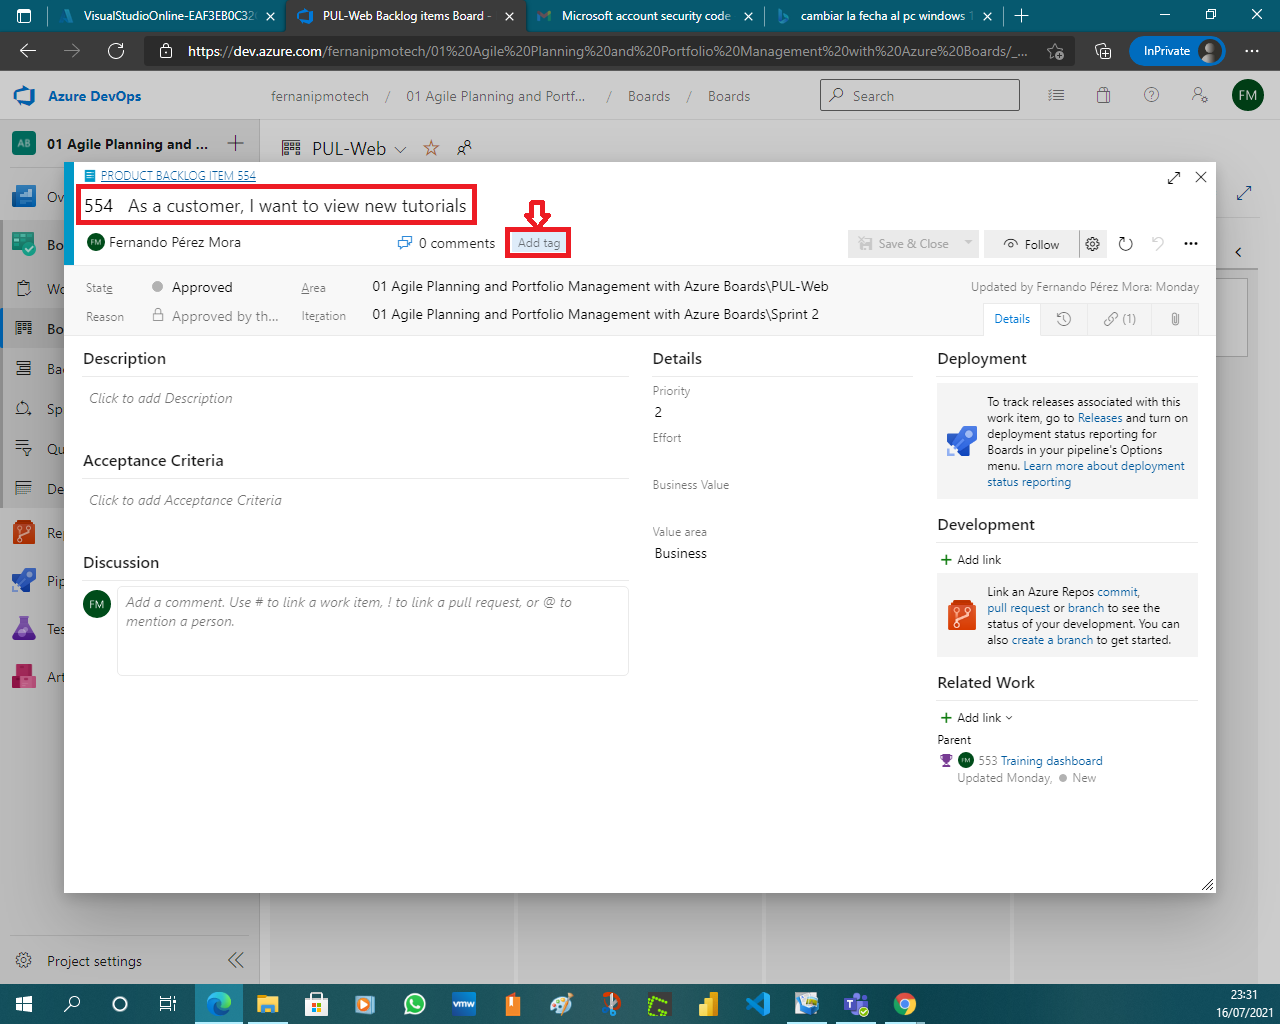 VisualStudioOnline-EAF3EB0C32
PUL-Web Backlog items Board -
Microsoft account security code
cambiar la fecha al pc windows 1
https://dev.azure.com/fernanipmotech/01%20Agile%20Planning%20and%20Portfolio%20Management%20with%20Azure%20Boards/_...
InPrivate
Azure DevOps
fernanipmotech / 01 Agile Planning and Portf... / Boards / Boards
Search
FM
AB 01 Agile Planning and ...
PUL-Web
PRODUCT BACKLOG ITEM 554
Ov
554 As a customer, I want to view new tutorials
FM Fernando Pérez Mora
0 comments
Add tag
Save & Close
Follow
Bo
State
Approved
Area
01 Agile Planning and Portfolio Management with Azure Boards\PUL-Web
Updated by Fernando Pérez Mora: Monday
Wo
Reason
Approved by th...
Iteration
01 Agile Planning and Portfolio Management with Azure Boards\Sprint 2
Details
(1)
Bo
Description
Details
Deployment
Ba
Click to add Description
Priority
2
Effort
To track releases associated with this
work item, go to Releases and turn on
deployment status reporting for
Boards in your pipeline's Options
menu. Learn more about deployment
status reporting
Sp
Qu
Acceptance Criteria
Business Value
De
Click to add Acceptance Criteria
Development
Re
Value area
Business
Add link
Discussion
Pip
FM
Add a comment. Use # to link a work item, ! to link a pull request, or @ to
mention a person.
Link an Azure Repos commit,
pull request or branch to see the
status of your development. You can
also create a branch to get started.
Tes
Art
Related Work
Add link
Parent
FM 553 Training dashboard
Updated Monday, New
Project settings
vmw
23:31
16/07/2021